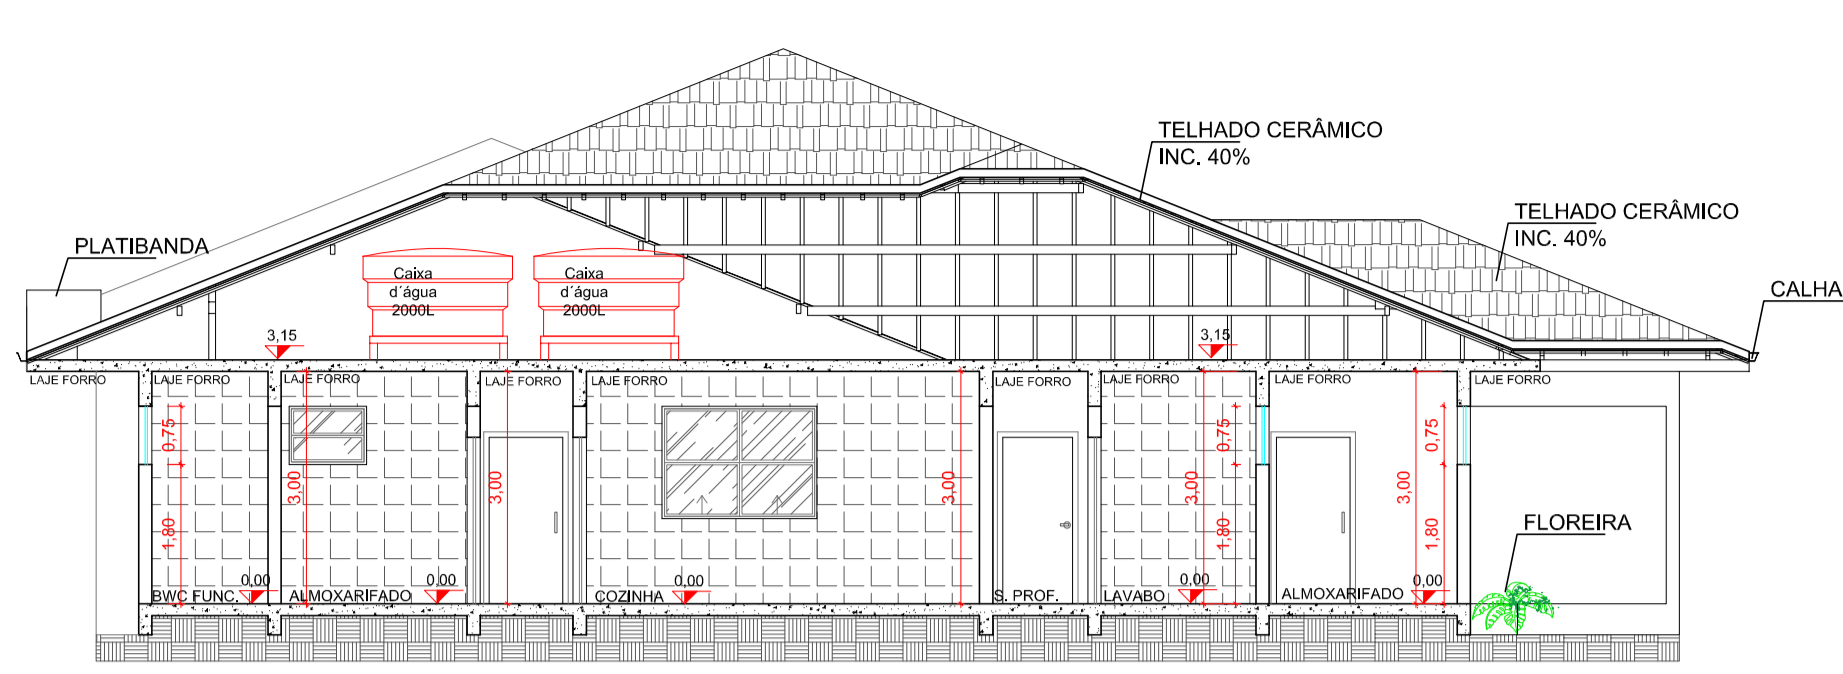 TELHADO CERÂMICO
INC. 40%
TELHADO CERÂMICO
INC. 40%
PLATIBANDA
CALHA
Caixa
d´água
2000L
Caixa
d´água
2000L
3,15
3,15
LAJE FORRO
LAJE FORRO
LAJE FORRO
LAJE FORRO
LAJE FORRO
LAJE FORRO
LAJE FORRO
LAJE FORRO
LAJE FORRO
0,75
0,75
0,75
3,00
3,00
3,00
3,00
3,00
1,80
1,80
1,80
FLOREIRA
0,00
0,00
0,00
0,00
0,00
BWC FUNC.
ALMOXARIFADO
COZINHA
S. PROF.
LAVABO
ALMOXARIFADO